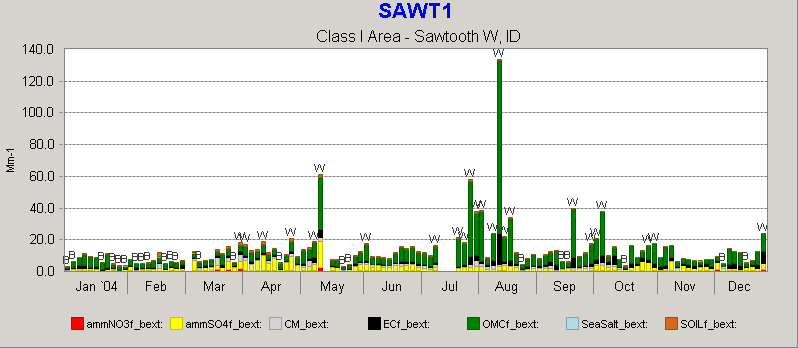 SAWT1
Class I Area - Sawtooth W, ID
140.0
120.0
100.0
80.0
60.0
40.0
20.0
0.0
Mm-1
Jan `04 Feb Mar Apr May Jun Jul Aug Sep Oct Nov Dec
ammNO3f_bext: ammSO4f_bext: CM_bext: ECf_bext: OMCf_bext: SeaSalt_bext: SOILf_bext: